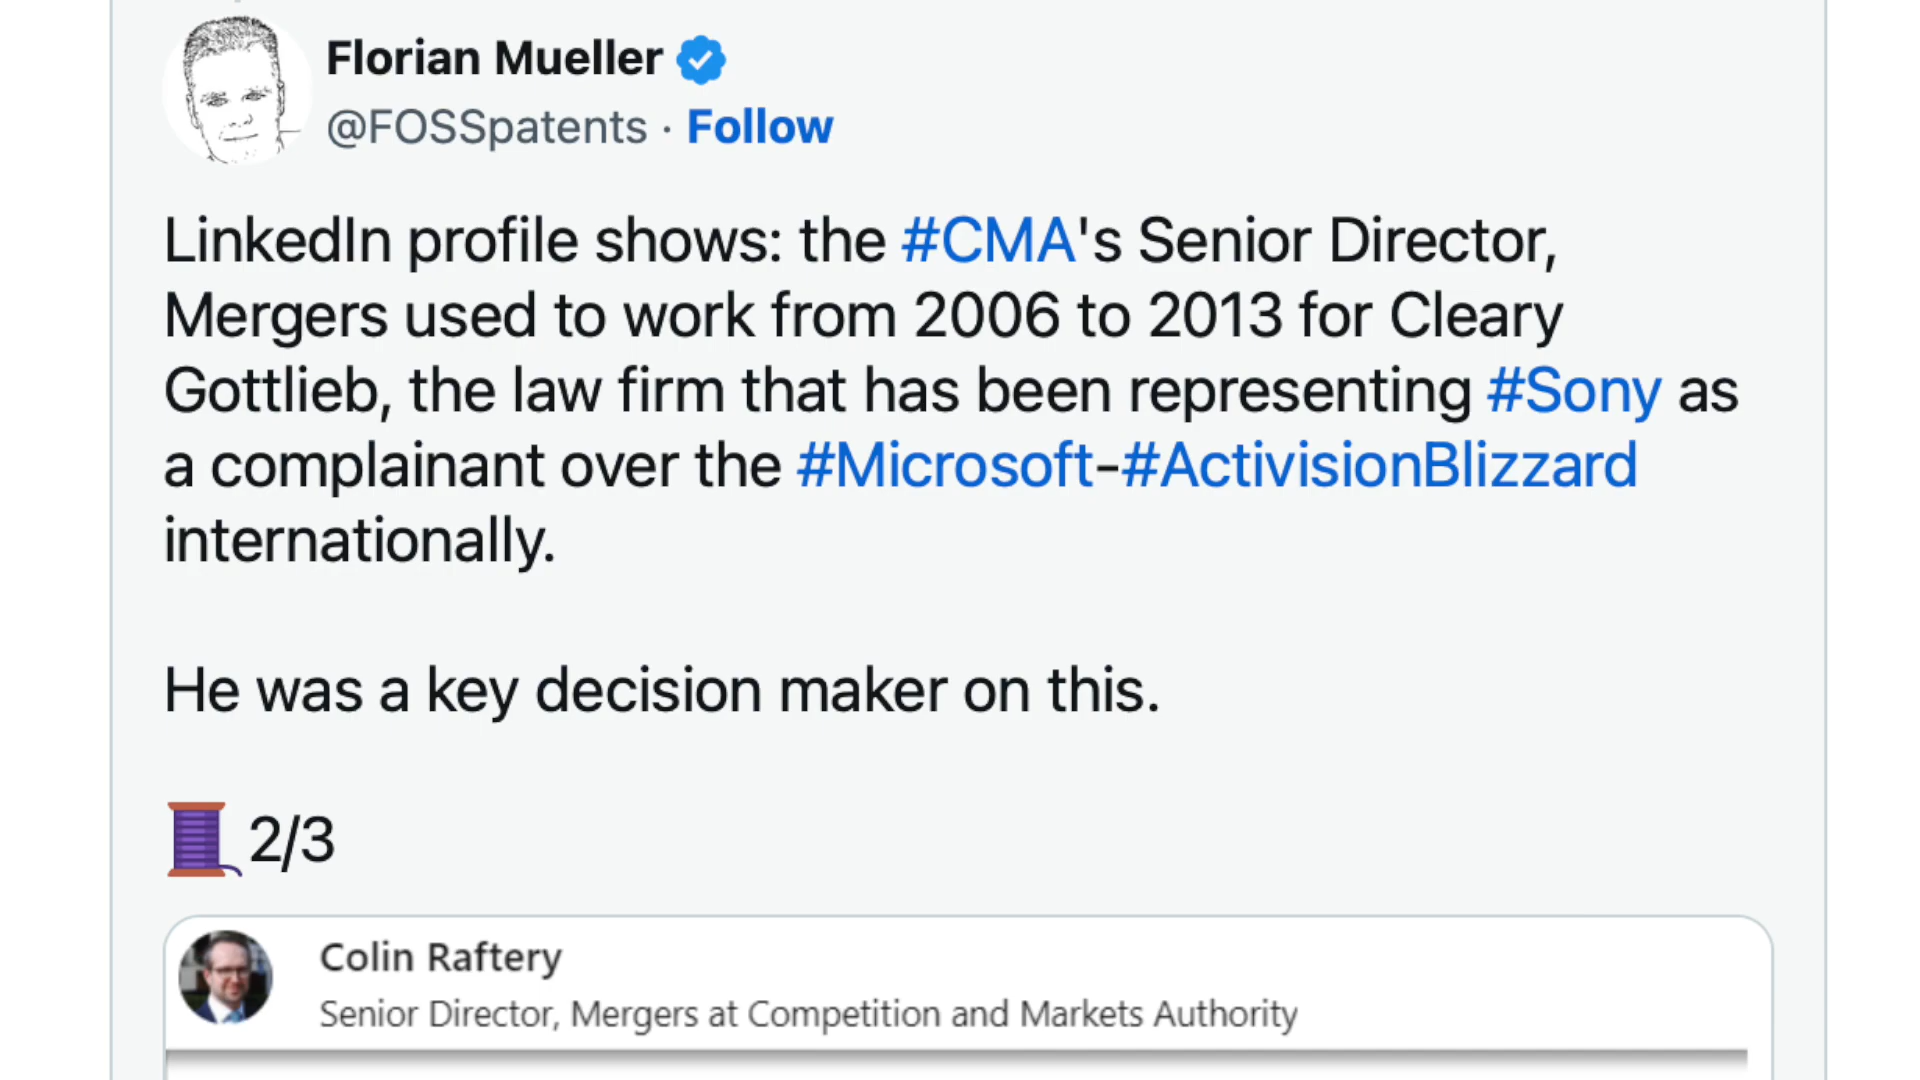 Florian Mueller
@FOSSpatents · Follow
LinkedIn profile shows: the #CMA's Senior Director,
Mergers used to work from 2006 to 2013 for Cleary
Gottlieb, the law firm that has been representing #Sony as
a complainant over the #Microsoft-#ActivisionBlizzard
internationally.
He was a key decision maker on this.
2/3
Colin Raftery
Senior Director, Mergers at Competition and Markets Authority